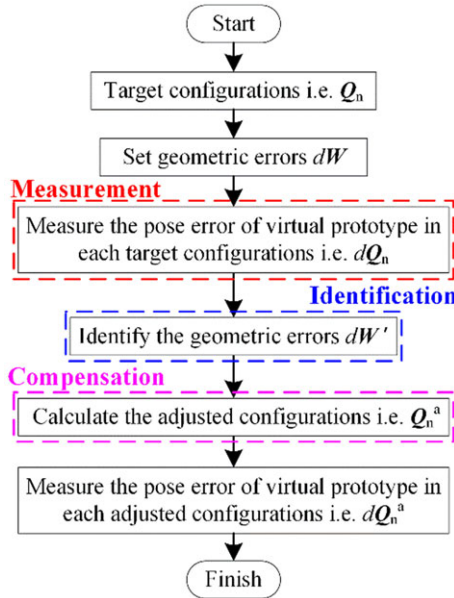 Start
Target configurations i.e. Qn
Set geometric errors dW
Measurement
Measure the pose error of virtual prototype in
each target configurations i.e. dQn
Identification
Identify the geometric errors dW'
Compensation
Calculate the adjusted configurations i.e. Qnᵃ
Measure the pose error of virtual prototype in
each adjusted configurations i.e. dQnᵃ
Finish